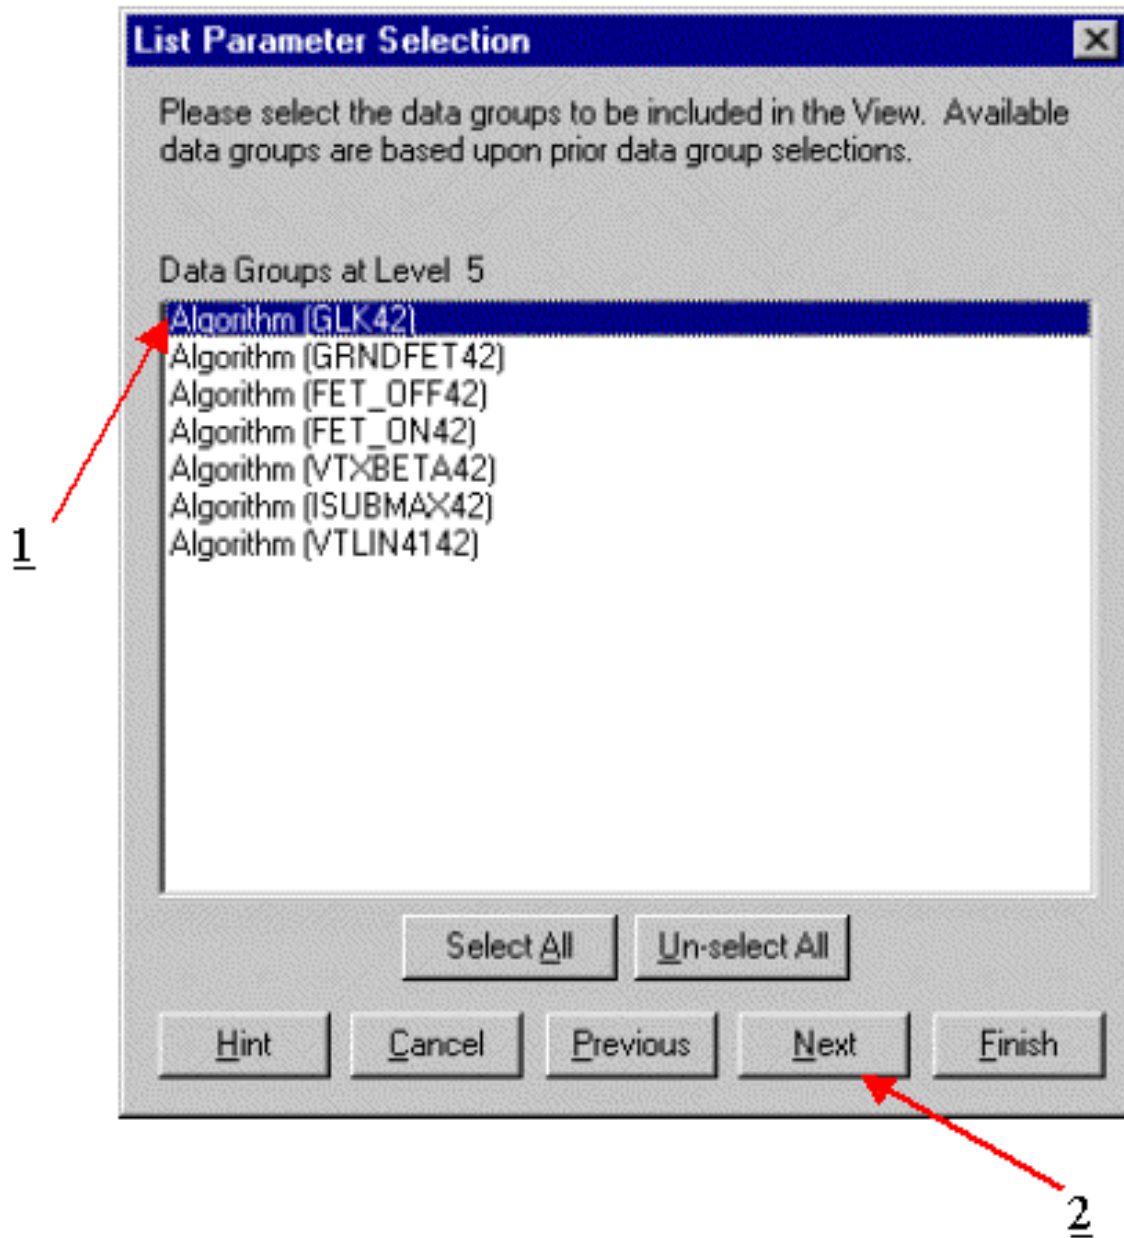 List Parameter Selection
Please select the data groups to be included in the View. Available
data groups are based upon prior data group selections.
Data Groups at Level 5
Algorithm (GLK42)
Algorithm (GRNDFET42)
Algorithm (FET_OFF42)
Algorithm (FET_ON42)
Algorithm (VTXBETA42)
Algorithm (ISUBMAX42)
Algorithm (VTLIN4142)
1
Select All Un-select All
Hint Cancel Previous Next Finish
2